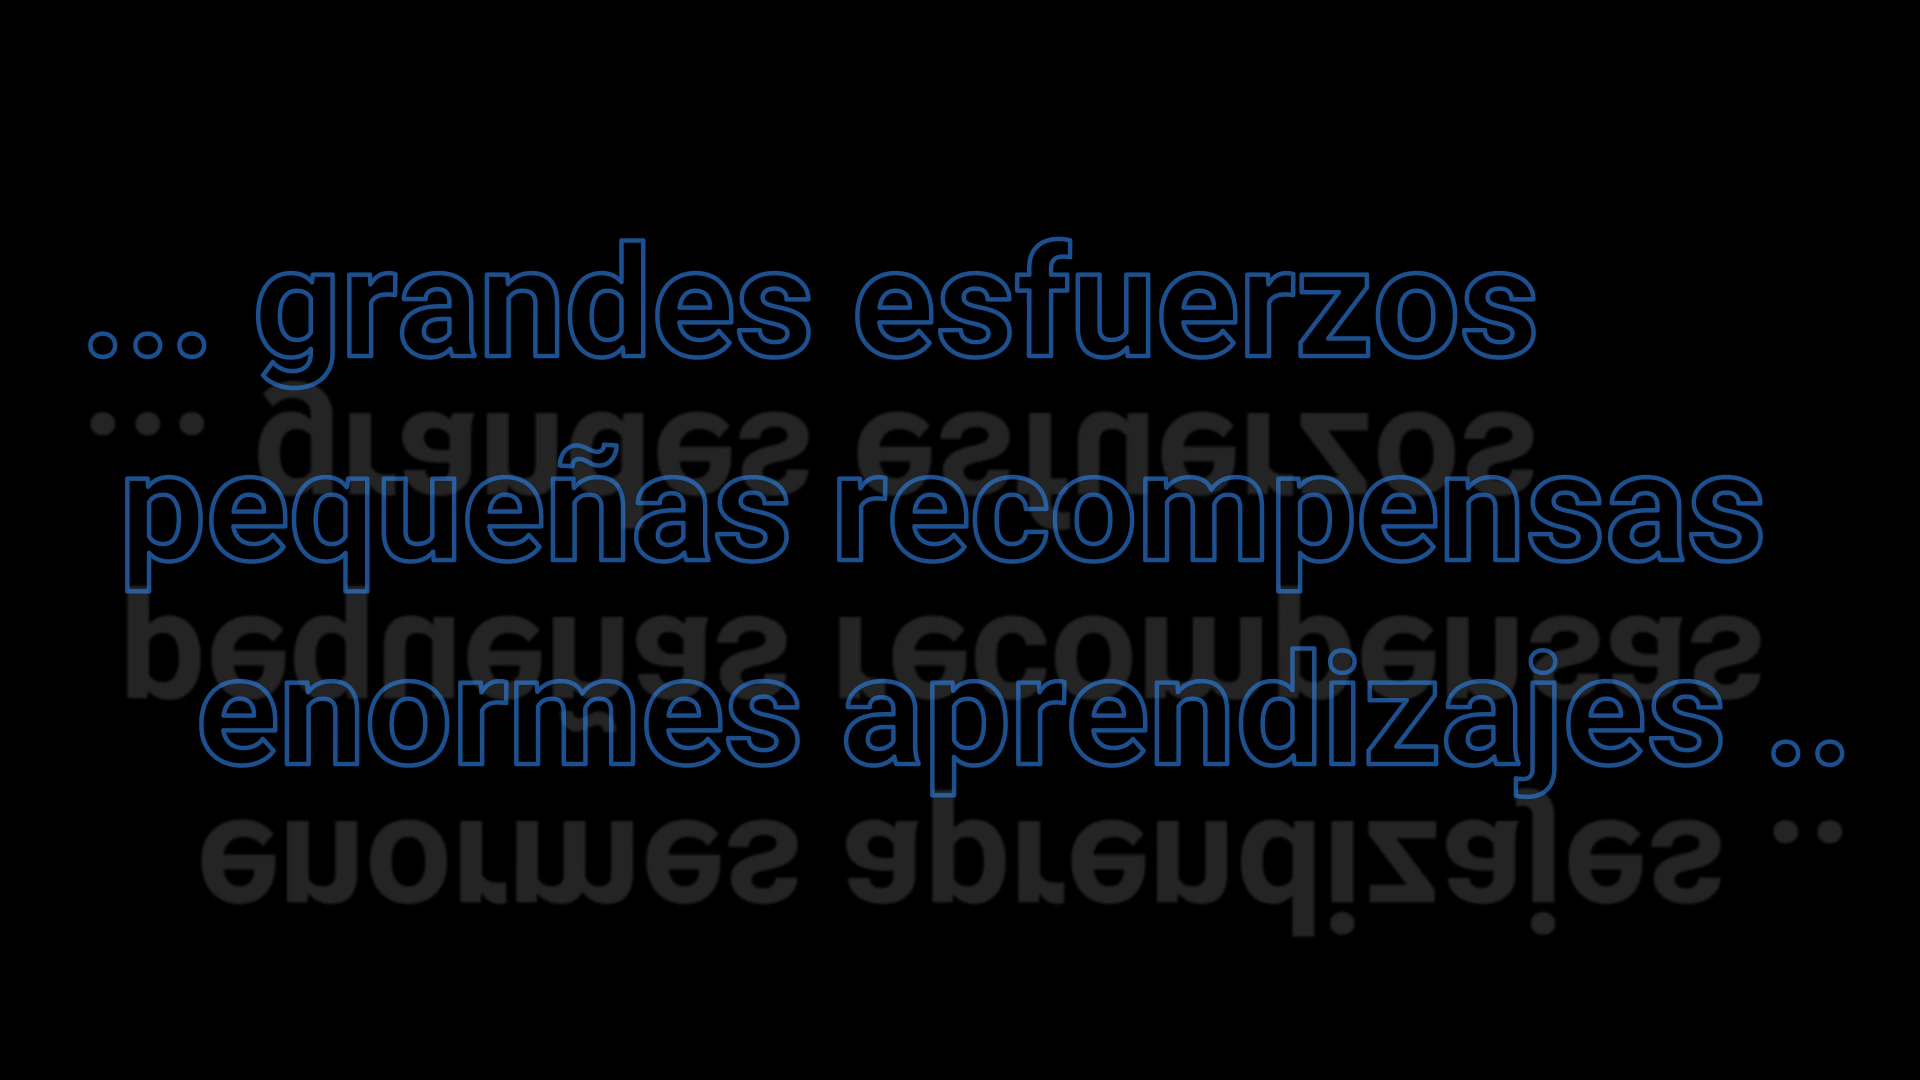 ... grandes esfuerzos
pequeñas recompensas
enormes aprendizajes ..